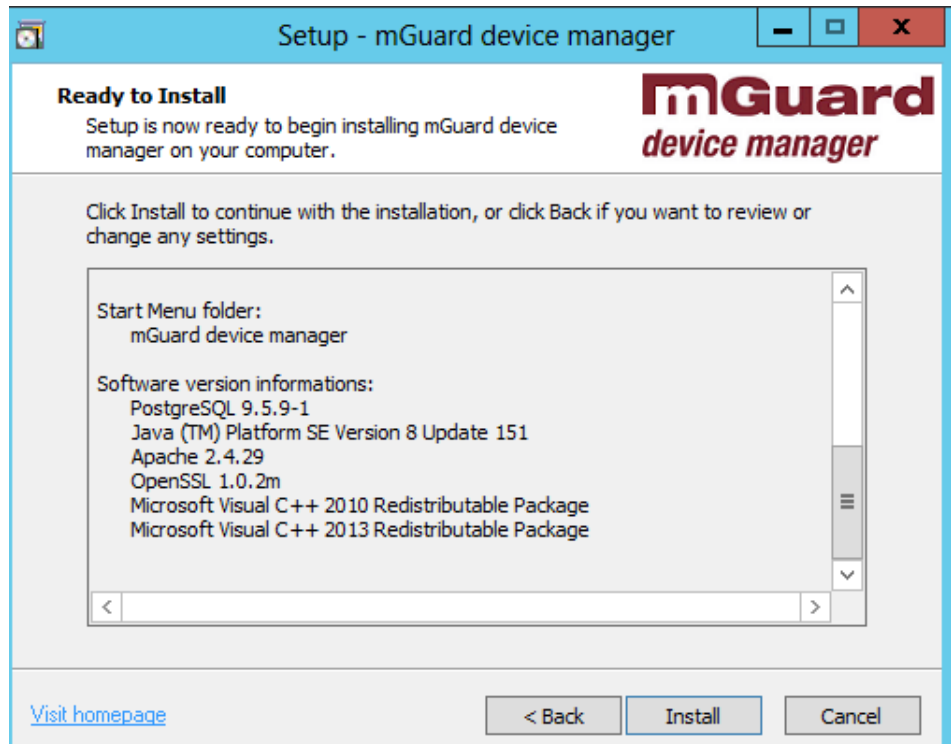 Setup - mGuard device manager
Ready to Install
Setup is now ready to begin installing mGuard device
manager on your computer.
mGuard
device manager
Click Install to continue with the installation, or click Back if you want to review or
change any settings.
Start Menu folder:
mGuard device manager
Software version informations:
PostgreSQL 9.5.9-1
Java (TM) Platform SE Version 8 Update 151
Apache 2.4.29
OpenSSL 1.0.2m
Microsoft Visual C++ 2010 Redistributable Package
Microsoft Visual C++ 2013 Redistributable Package
Visit homepage
< Back
Install
Cancel